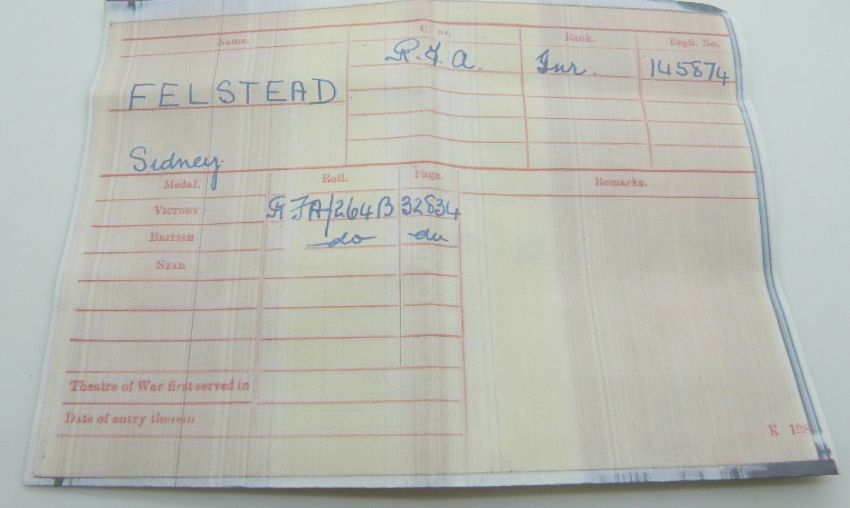 Name. Corps. Rank. Regtl. No.
R.F.A. Gnr. 145874
FELSTEAD
Sidney
Medal. Roll. Page. Remarks.
VICTORY RFA/264B 32834
BRITISH do do
STAR
Theatre of War first served in
Date of entry therein
K